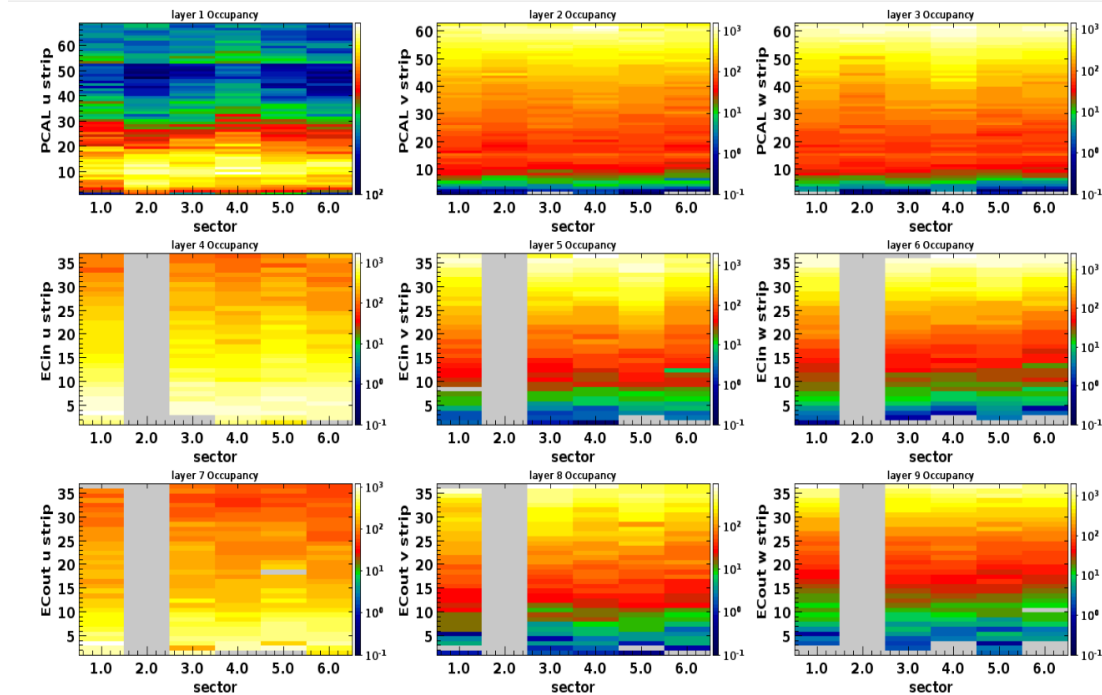 layer 1 Occupancy
PCAL u strip
60
50
40
30
20
10
1.0 2.0 3.0 4.0 5.0 6.0
sector
10²
layer 2 Occupancy
PCAL v strip
60
50
40
30
20
10
1.0 2.0 3.0 4.0 5.0 6.0
sector
10³
10²
10¹
10⁰
10⁻¹
layer 3 Occupancy
PCAL w strip
60
50
40
30
20
10
1.0 2.0 3.0 4.0 5.0 6.0
sector
10³
10²
10¹
10⁰
10⁻¹
layer 4 Occupancy
ECin u strip
35
30
25
20
15
10
5
1.0 2.0 3.0 4.0 5.0 6.0
sector
10³
10²
10¹
10⁰
10⁻¹
layer 5 Occupancy
ECin v strip
35
30
25
20
15
10
5
1.0 2.0 3.0 4.0 5.0 6.0
sector
10³
10²
10¹
10⁰
10⁻¹
layer 6 Occupancy
ECin w strip
35
30
25
20
15
10
5
1.0 2.0 3.0 4.0 5.0 6.0
sector
10³
10²
10¹
10⁰
10⁻¹
layer 7 Occupancy
ECout u strip
35
30
25
20
15
10
5
1.0 2.0 3.0 4.0 5.0 6.0
sector
10³
10²
10¹
10⁰
10⁻¹
layer 8 Occupancy
ECout v strip
35
30
25
20
15
10
5
1.0 2.0 3.0 4.0 5.0 6.0
sector
10²
10¹
10⁰
10⁻¹
layer 9 Occupancy
ECout w strip
35
30
25
20
15
10
5
1.0 2.0 3.0 4.0 5.0 6.0
sector
10³
10²
10¹
10⁰
10⁻¹